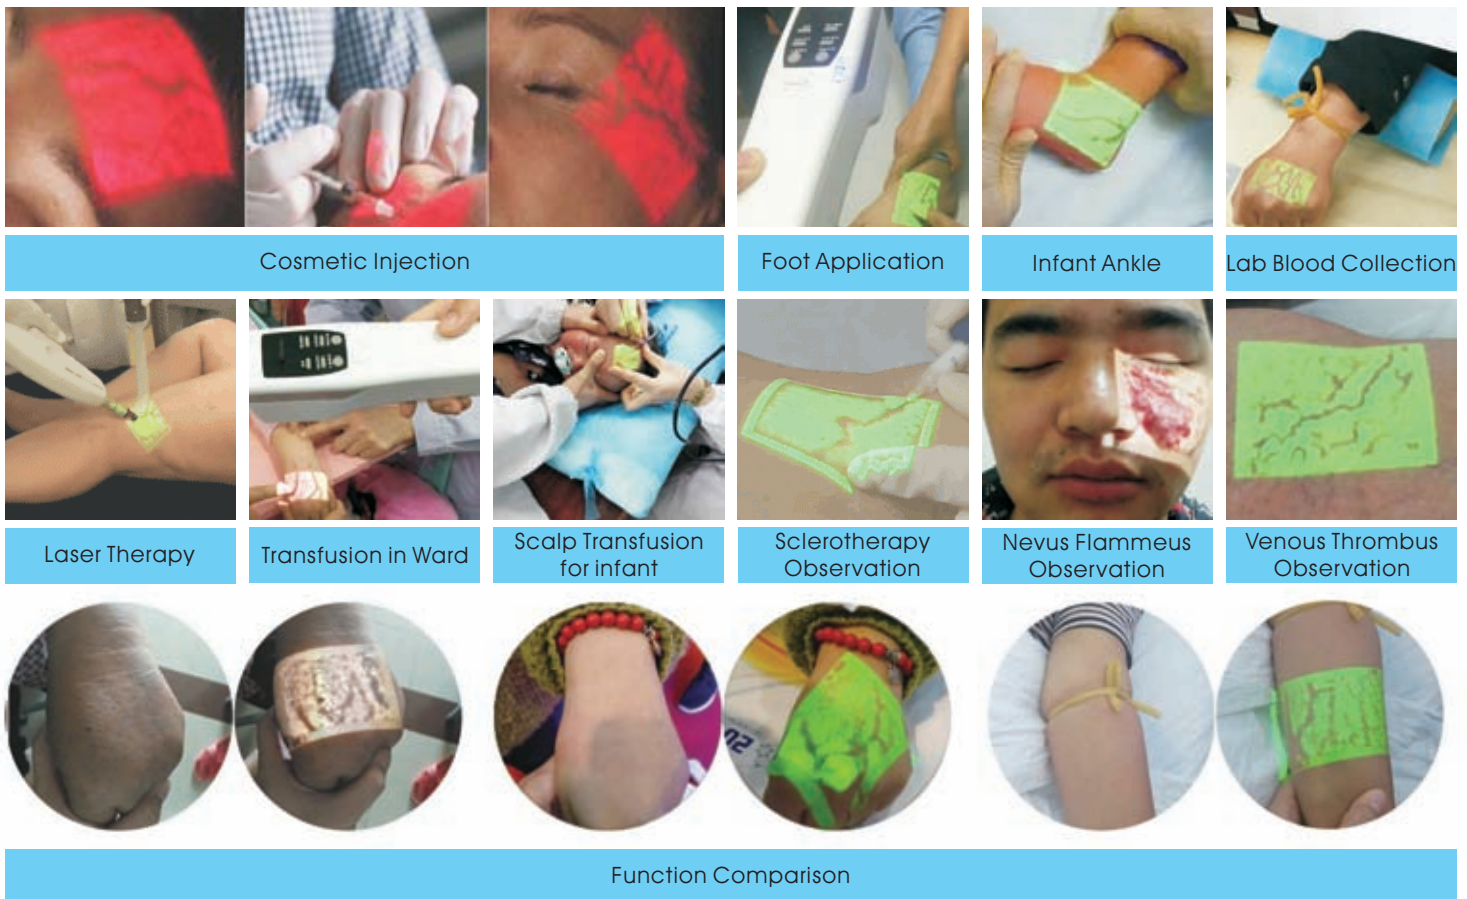 Cosmetic Injection
Foot Application
Infant Ankle
Lab Blood Collection
Laser Therapy
Transfusion in Ward
Scalp Transfusion
for infant
Sclerotherapy
Observation
Nevus Flammeus
Observation
Venous Thrombus
Observation
Function Comparison